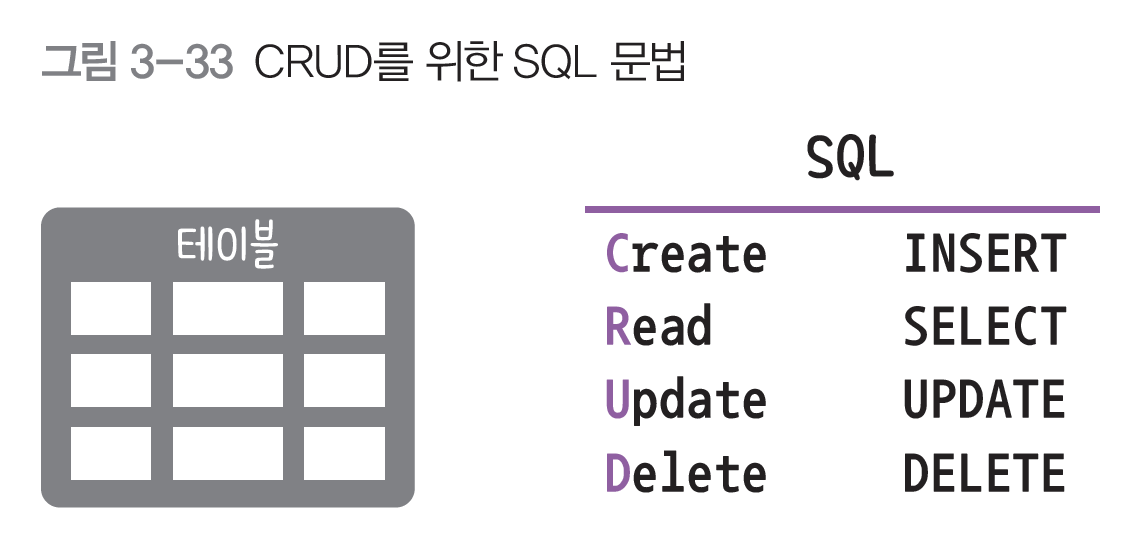 그림 3-33 CRUD를 위한 SQL 문법
테이블
SQL
Create INSERT
Read SELECT
Update UPDATE
Delete DELETE